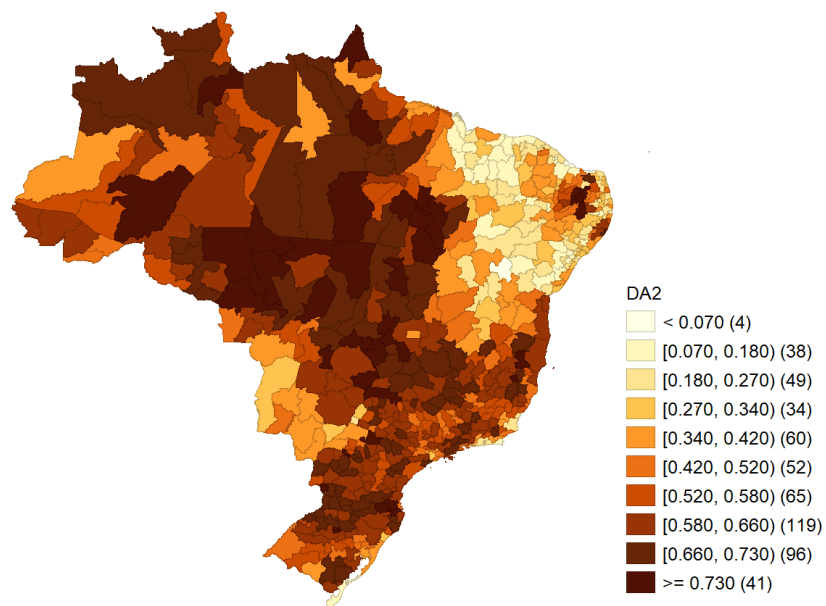 DA2
< 0.070 (4)
[0.070, 0.180) (38)
[0.180, 0.270) (49)
[0.270, 0.340) (34)
[0.340, 0.420) (60)
[0.420, 0.520) (52)
[0.520, 0.580) (65)
[0.580, 0.660) (119)
[0.660, 0.730) (96)
>= 0.730 (41)